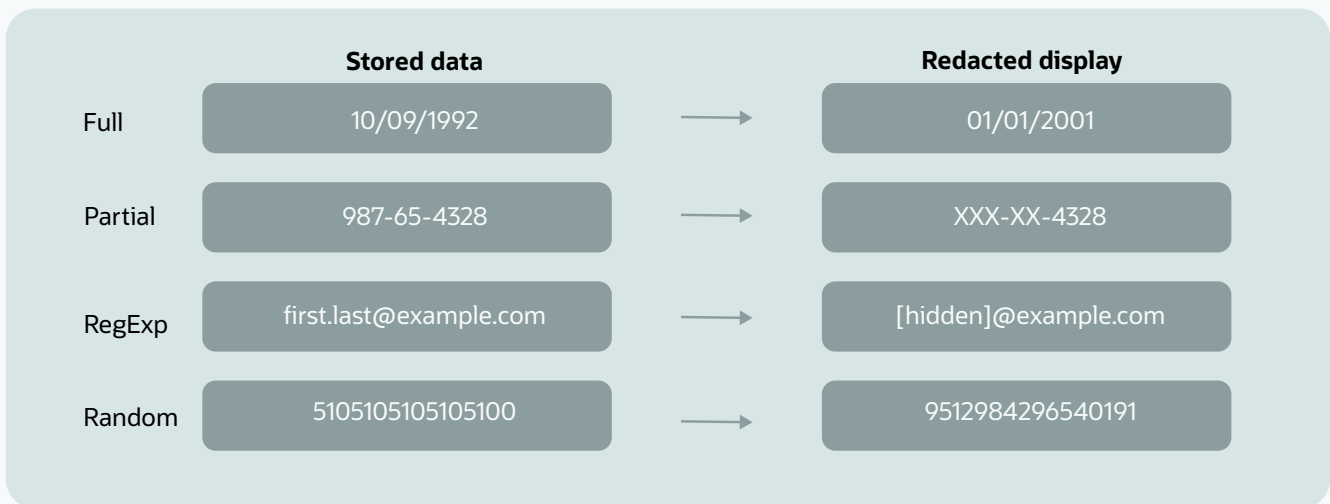 Stored data Redacted display
Full 10/09/1992 01/01/2001
Partial 987-65-4328 XXX-XX-4328
RegExp first.last@example.com [hidden]@example.com
Random 5105105105105100 9512984296540191